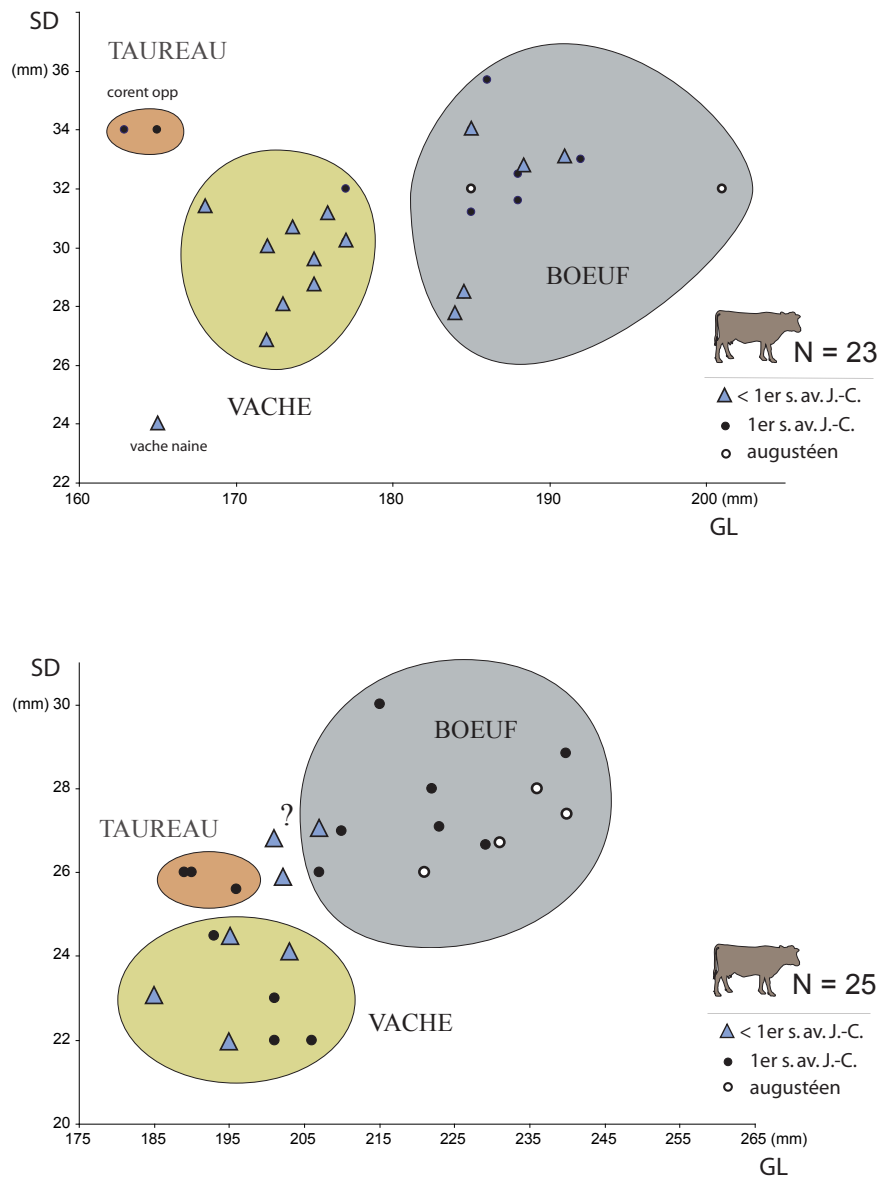 SD
TAUREAU
(mm) 36
corent opp
34
32
30
BOEUF
28
N = 23
26
< 1er s. av. J.-C.
VACHE
24
1er s. av. J.-C.
vache naine
augustéen
22
160 170 180 190 200 (mm)
GL
SD
(mm) 30
BOEUF
28
?
TAUREAU
26
24
N = 25
VACHE
22
< 1er s. av. J.-C.
1er s. av. J.-C.
augustéen
20
175 185 195 205 215 225 235 245 255 265 (mm)
GL